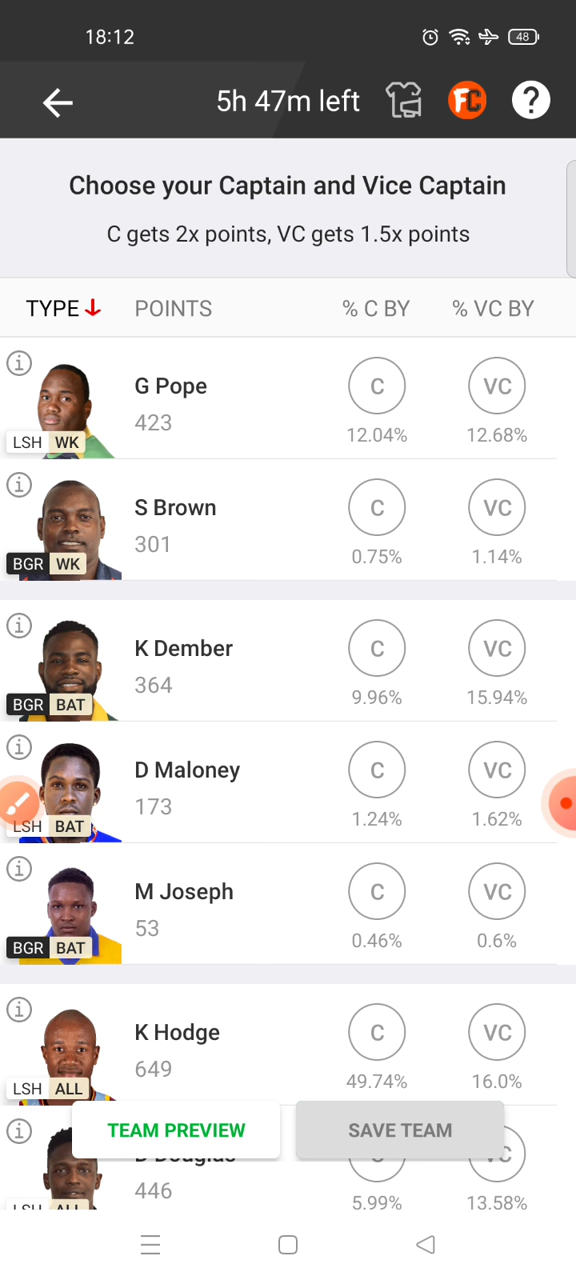 18:12
48
5h 47m left
FC
?
Choose your Captain and Vice Captain
C gets 2x points, VC gets 1.5x points
TYPE POINTS % C BY % VC BY
G Pope
C VC
423
12.04% 12.68%
LSH WK
S Brown
C VC
301
0.75% 1.14%
BGR WK
K Dember
C VC
364
9.96% 15.94%
BGR BAT
D Maloney
C VC
173
1.24% 1.62%
LSH BAT
M Joseph
C VC
53
0.46% 0.6%
BGR BAT
K Hodge
C VC
649
49.74% 16.0%
LSH ALL
TEAM PREVIEW SAVE TEAM
D Douglas
C VC
446
5.99% 13.58%
LSH ALL